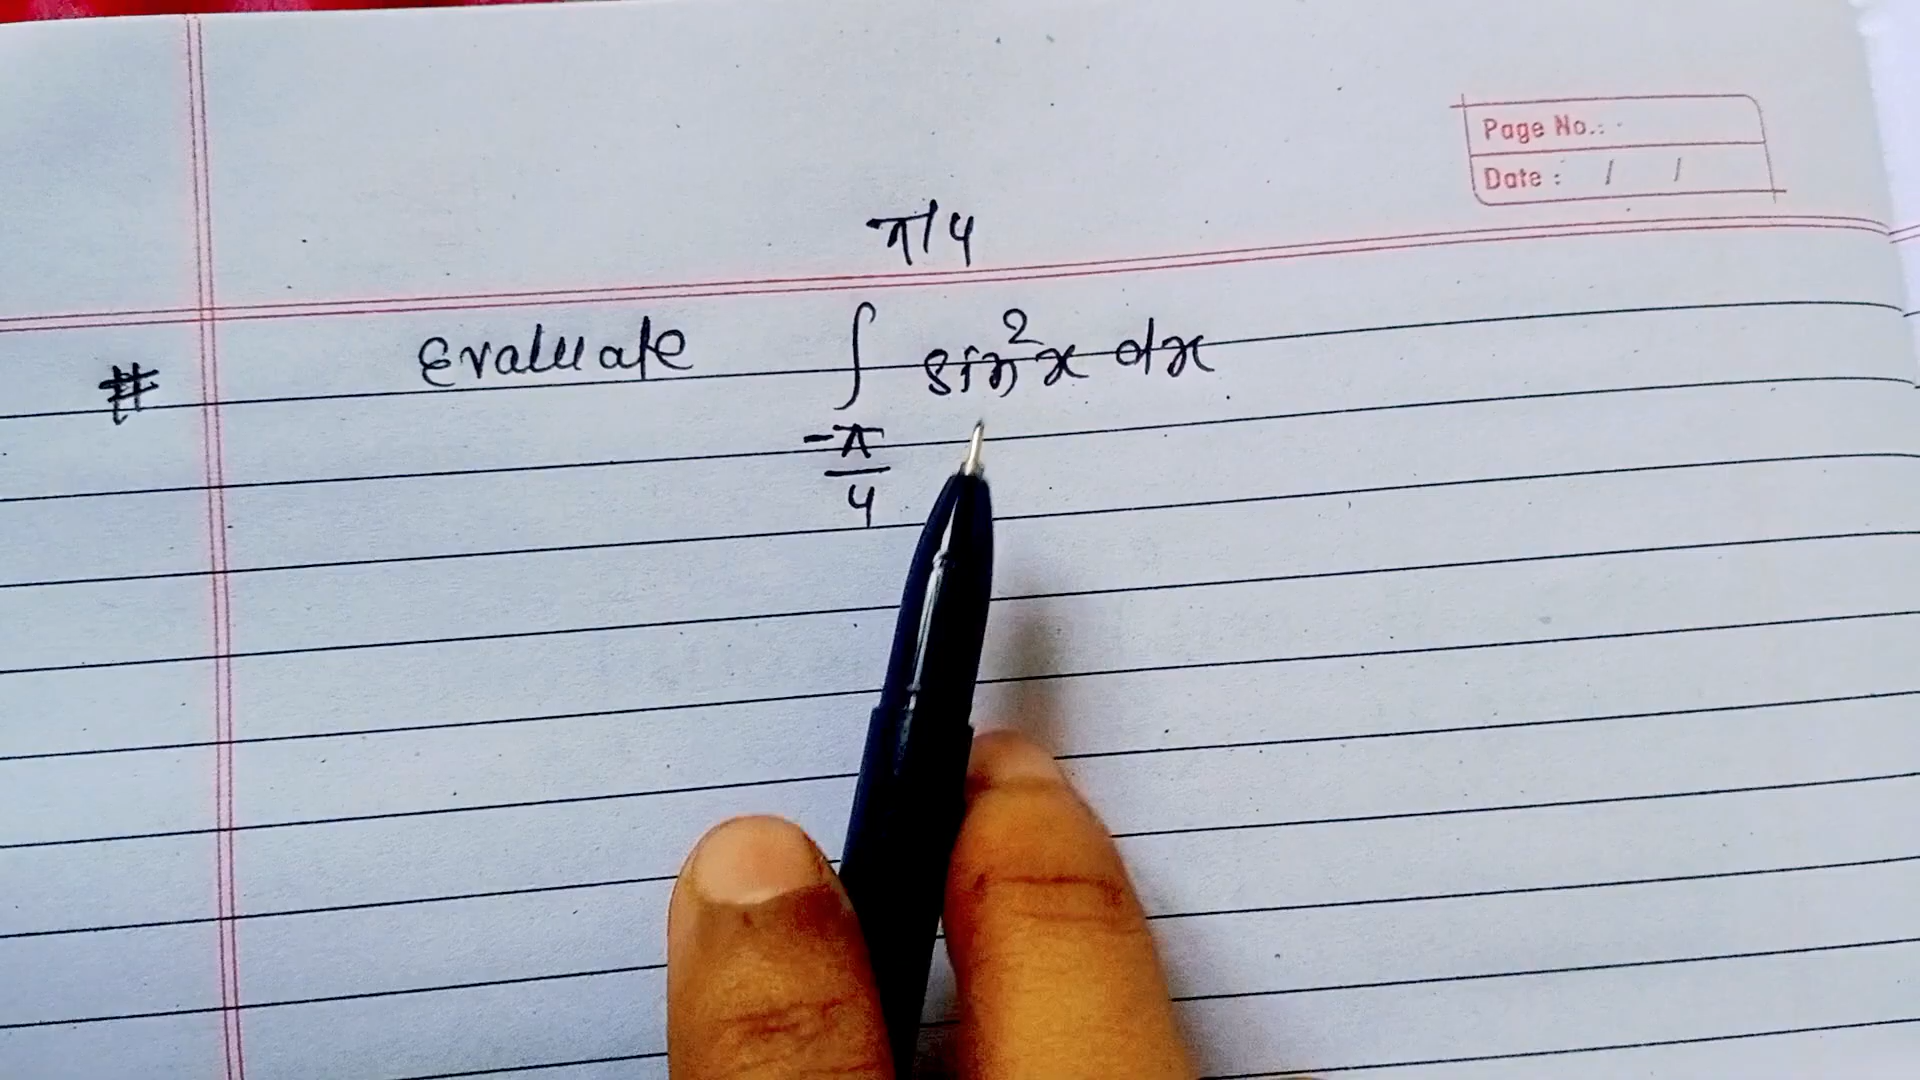 Page No.:
Date : / /
# Evaluate ∫_{-π/4}^{π/4} sin²x dx